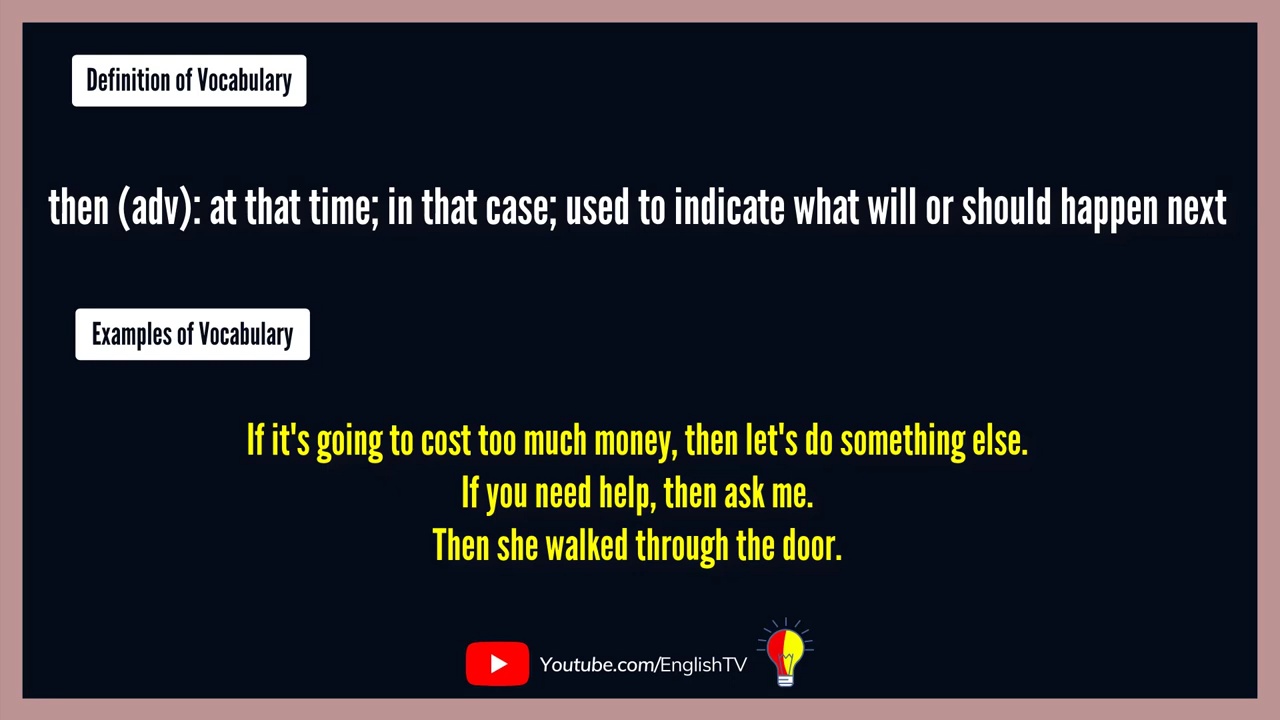 Definition of Vocabulary
then (adv): at that time; in that case; used to indicate what will or should happen next
Examples of Vocabulary
If it's going to cost too much money, then let's do something else.
If you need help, then ask me.
Then she walked through the door.
Youtube.com/EnglishTV